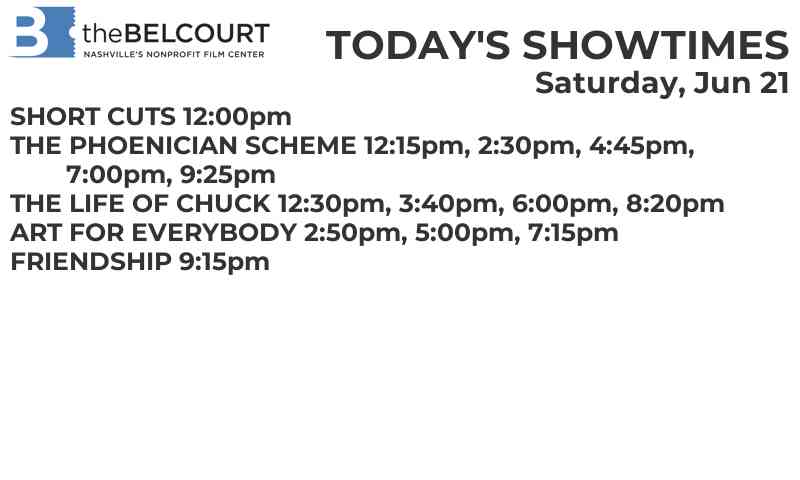 B theBELCOURT
NASHVILLE'S NONPROFIT FILM CENTER
TODAY'S SHOWTIMES
Saturday, Jun 21
SHORT CUTS 12:00pm
THE PHOENICIAN SCHEME 12:15pm, 2:30pm, 4:45pm,
7:00pm, 9:25pm
THE LIFE OF CHUCK 12:30pm, 3:40pm, 6:00pm, 8:20pm
ART FOR EVERYBODY 2:50pm, 5:00pm, 7:15pm
FRIENDSHIP 9:15pm